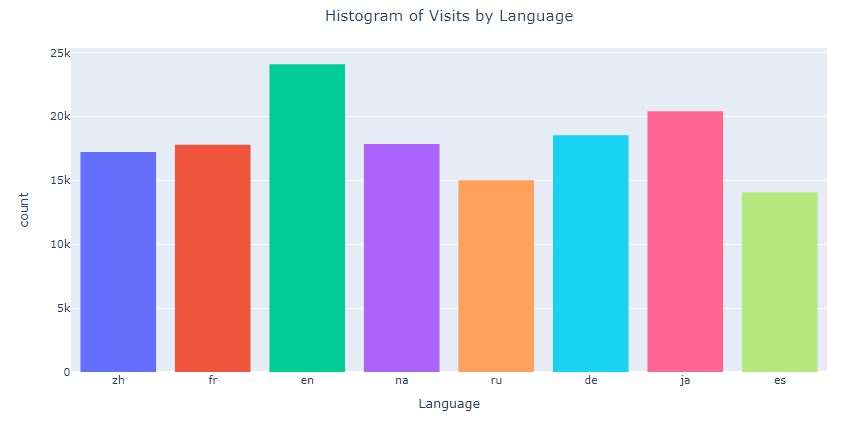 Histogram of Visits by Language
25k
20k
15k
10k
5k
0
count
zh fr en na ru de ja es
Language